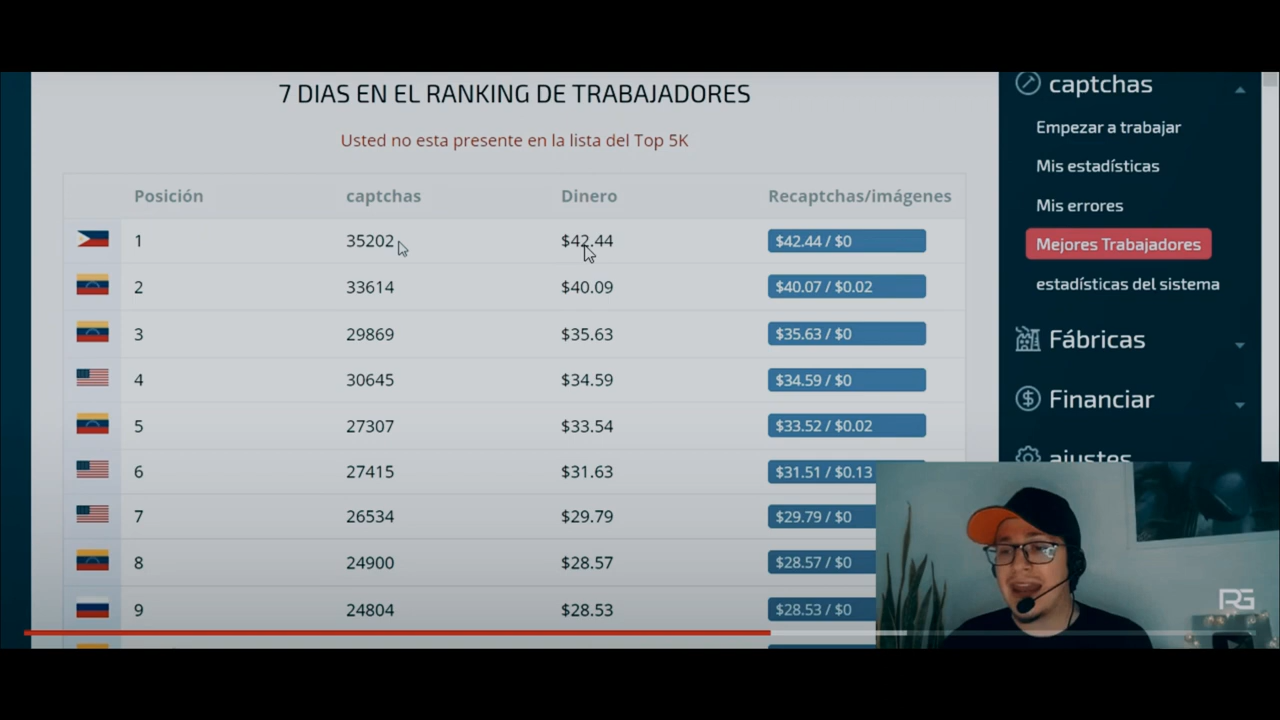 7 DIAS EN EL RANKING DE TRABAJADORES
Usted no esta presente en la lista del Top 5K
Posición captchas Dinero Recaptchas/imágenes
1 35202 $42.44 $42.44 / $0
2 33614 $40.09 $40.07 / $0.02
3 29869 $35.63 $35.63 / $0
4 30645 $34.59 $34.59 / $0
5 27307 $33.54 $33.52 / $0.02
6 27415 $31.63 $31.51 / $0.13
7 26534 $29.79 $29.79 / $0
8 24900 $28.57 $28.57 / $0
9 24804 $28.53 $28.53 / $0
captchas
Empezar a trabajar
Mis estadísticas
Mis errores
Mejores Trabajadores
estadísticas del sistema
Fábricas
Financiar
ajustes
RG